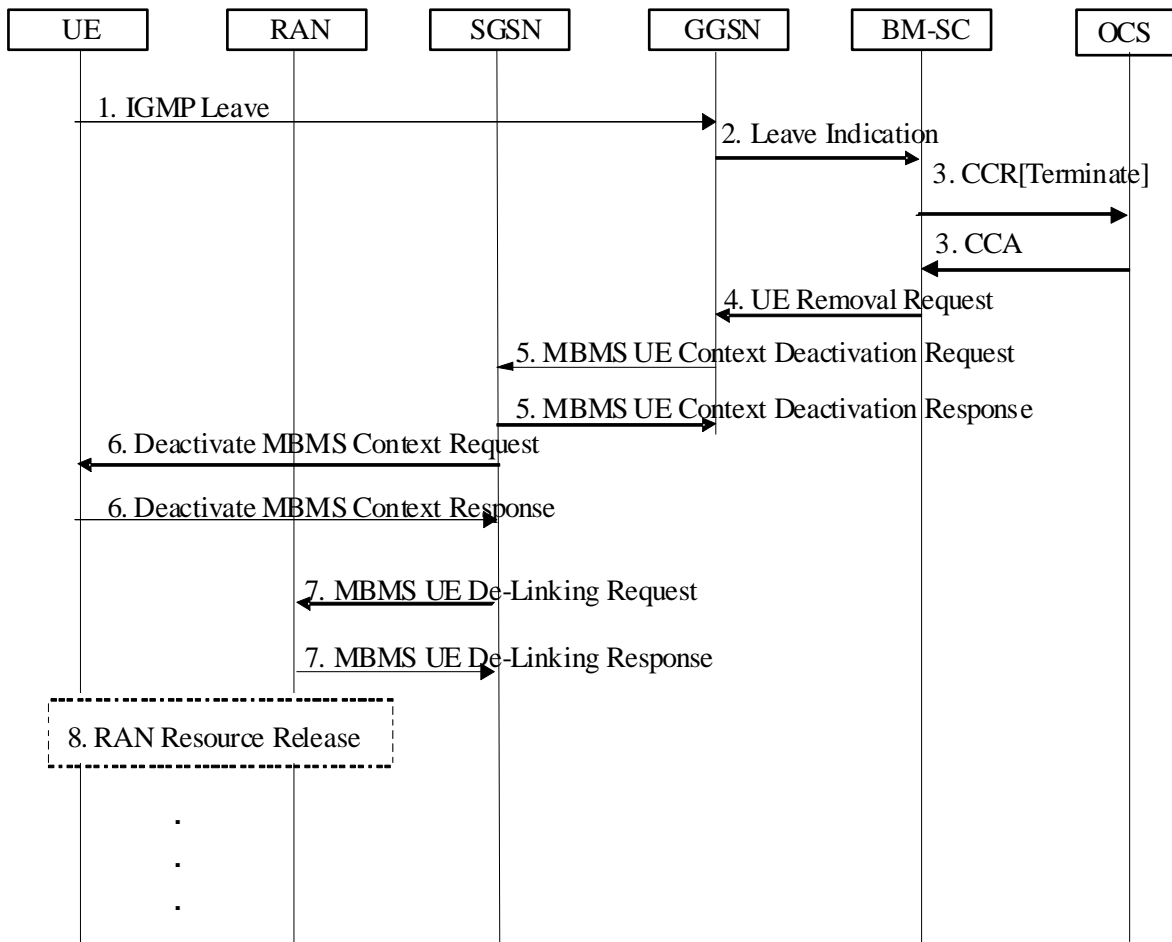 UE
RAN
SGSN
GGSN
BM-SC
OCS
1. IGMP Leave
2. Leave Indication
3. CCR[Terminate]
3. CCA
4. UE Removal Request
5. MBMS UE Context Deactivation Request
5. MBMS UE Context Deactivation Response
6. Deactivate MBMS Context Request
6. Deactivate MBMS Context Response
7. MBMS UE De-Linking Request
7. MBMS UE De-Linking Response
8. RAN Resource Release
.
.
.